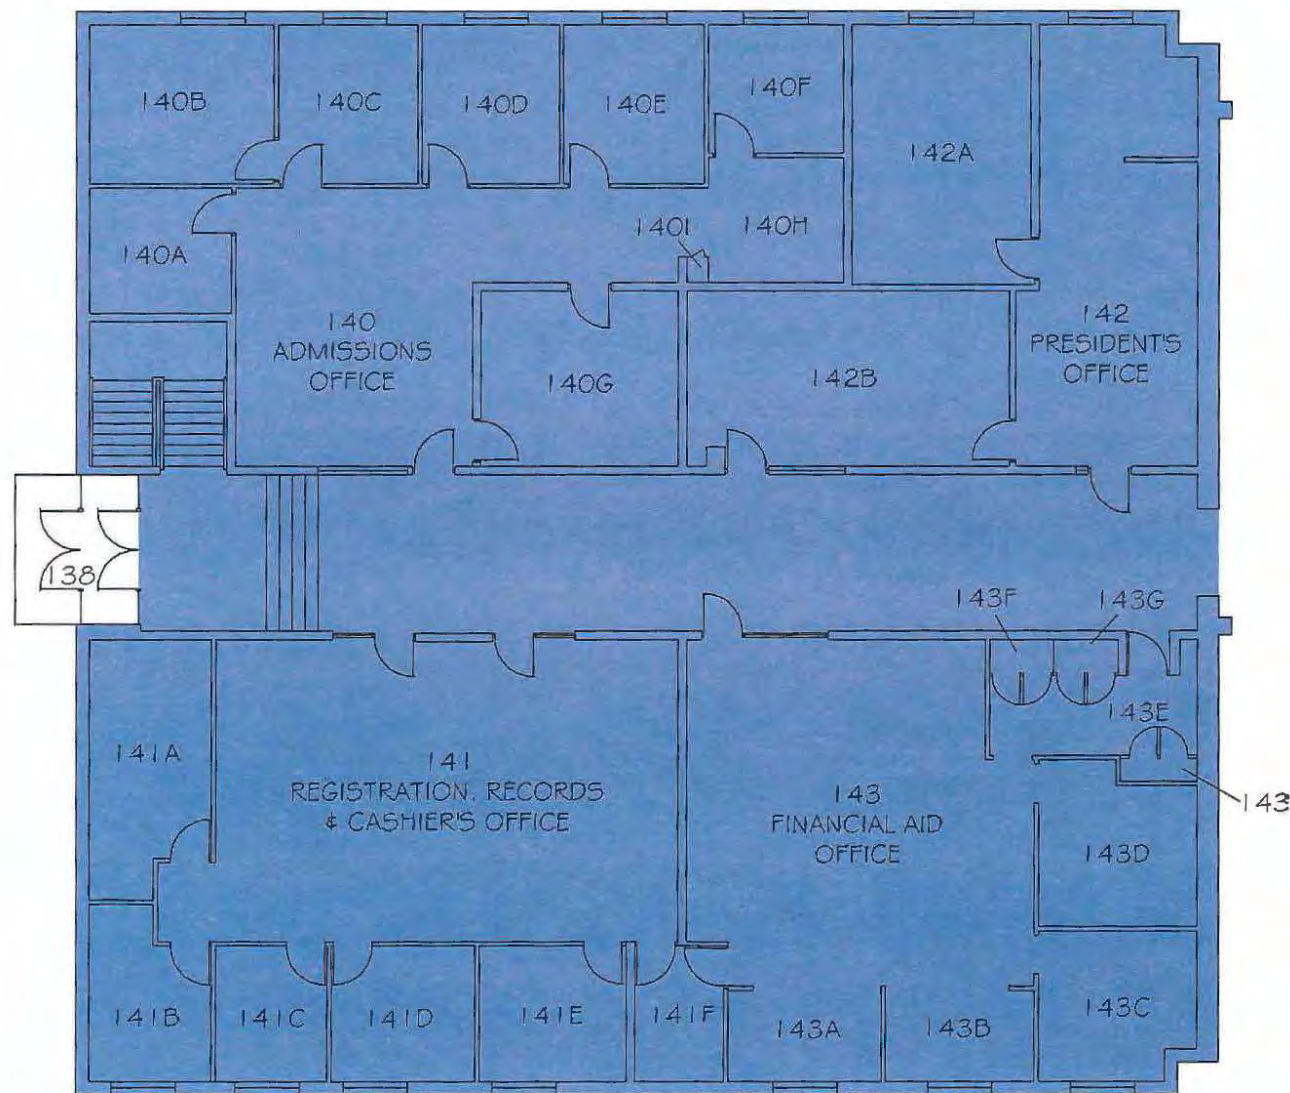 140B
140C
140D
140E
140F
142A
140A
140I
140H
140
ADMISSIONS
OFFICE
140G
142B
142
PRESIDENT'S
OFFICE
138
143F
143G
143E
141A
141
REGISTRATION, RECORDS
& CASHIER'S OFFICE
143
FINANCIAL AID
OFFICE
143
143D
141B
141C
141D
141E
141F
143A
143B
143C